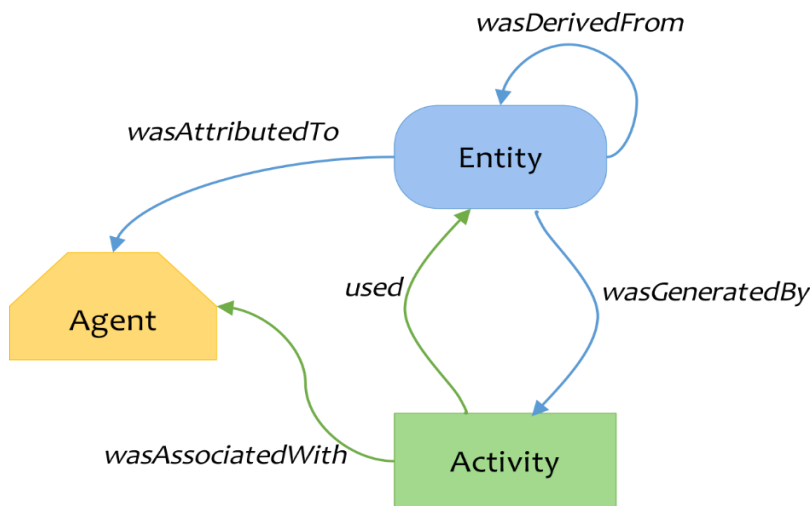 wasDerivedFrom
wasAttributedTo
Entity
used
wasGeneratedBy
Agent
wasAssociatedWith
Activity